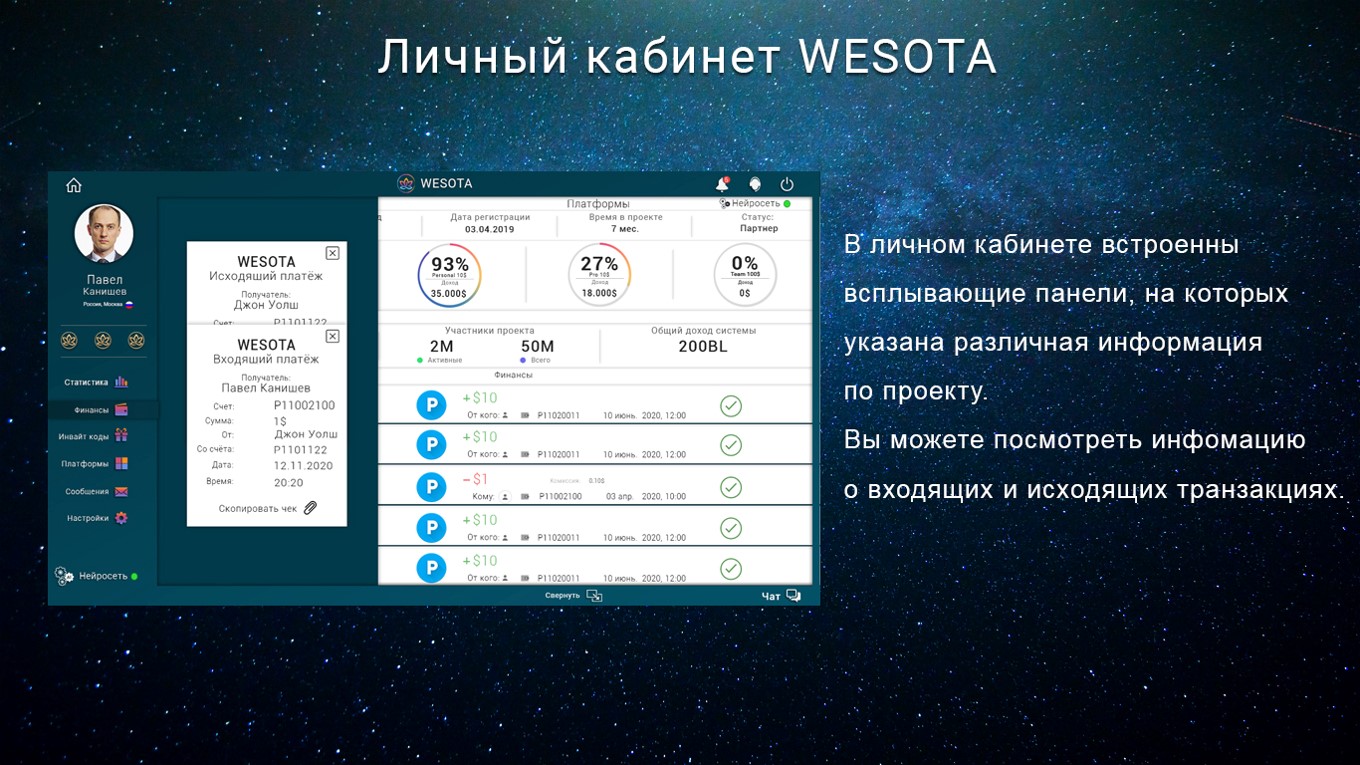 Личный кабинет WESOTA
WESOTA
Павел
Канишев
Россия, Москва
Статистика
Финансы
Инвайт коды
Платформы
Сообщения
Настройки
Нейросеть
WESOTA
Исходящий платёж
Получатель:
Джон Уолш
Счет: P1101122
WESOTA
Входящий платёж
Получатель:
Павел Канишев
Счет: P11002100
Сумма: 1$
От: Джон Уолш
Со счёта: P1101122
Дата: 12.11.2020
Время: 20:20
Скопировать чек
Платформы Нейросеть
Дата регистрации Время в проекте Статус:
03.04.2019 7 мес. Партнер
93% 27% 0%
Personal 10$ Pro 10$ Team 100$
Доход Доход Доход
35.000$ 18.000$ 0$
Участники проекта Общий доход системы
2M 50M 200BL
Активные Всего
Финансы
P +$10
От кого: P11020011 10 июнь. 2020, 12:00
P +$10
От кого: P11020011 10 июнь. 2020, 12:00
P –$1 Комиссия 0.10$
Кому: P11002100 03 апр. 2020, 10:00
P +$10
От кого: P11020011 10 июнь. 2020, 12:00
P +$10
От кого: P11020011 10 июнь. 2020, 12:00
Свернуть Чат
В личном кабинете встроенны
всплывающие панели, на которых
указана различная информация
по проекту.
Вы можете посмотреть инфомацию
о входящих и исходящих транзакциях.